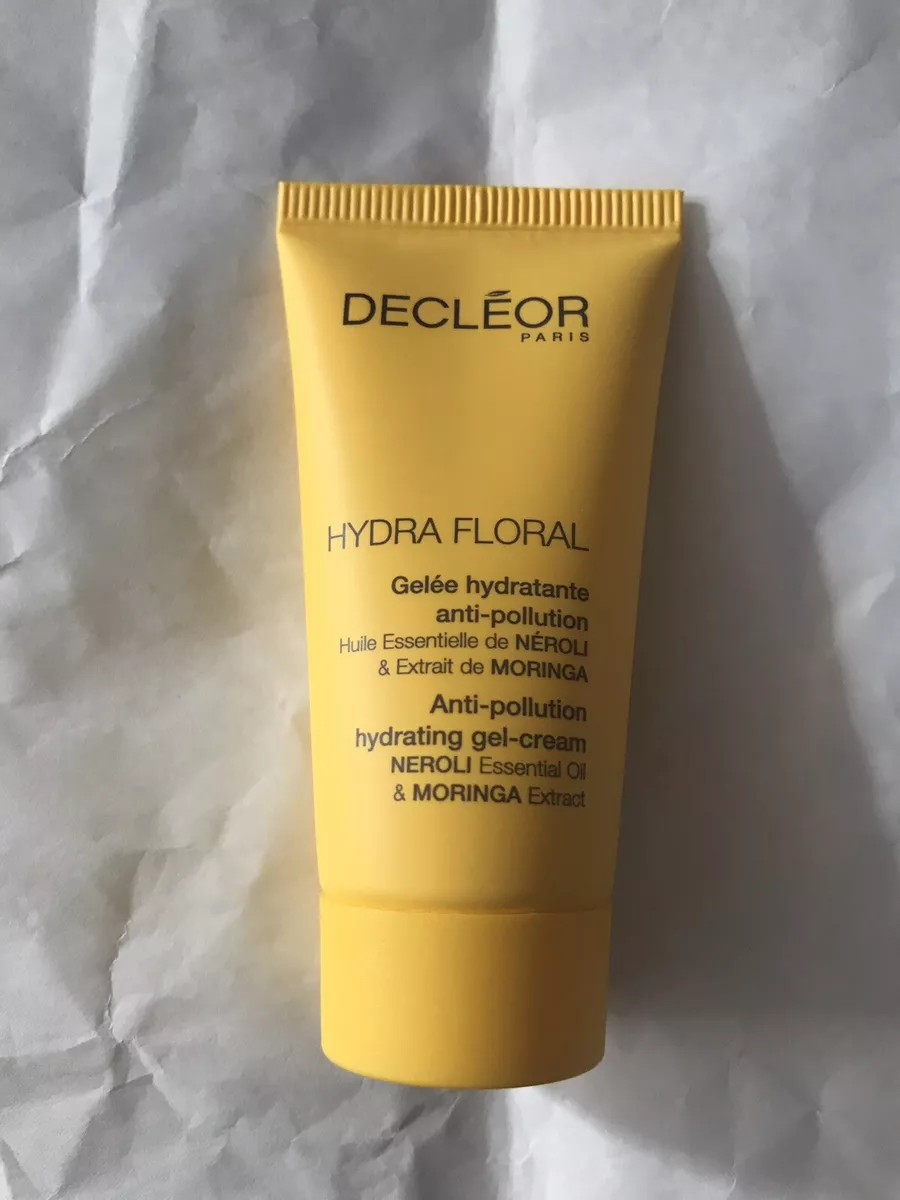 DECLÉOR
PARIS
HYDRA FLORAL
Gelée hydratante
anti-pollution
Huile Essentielle de NÉROLI
& Extrait de MORINGA
Anti-pollution
hydrating gel-cream
NEROLI Essential Oil
& MORINGA Extract